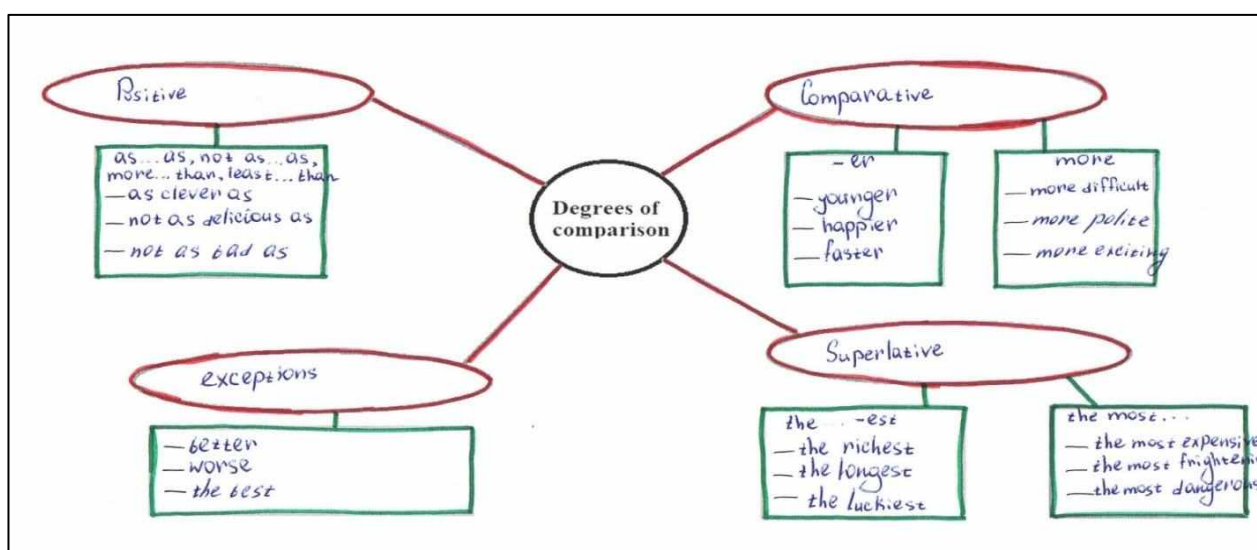 Positive
as...as, not as...as,
more...than, least...than
—as clever as
—not as delicious as
—not as bad as
Comparative
-er
—younger
—happier
—faster
more
—more difficult
—more polite
—more exciting
Degrees of
comparison
exceptions
—better
—worse
—the best
Superlative
the ... -est
—the richest
—the longest
—the luckiest
the most...
—the most expensive
—the most frighteni
—the most dangerous